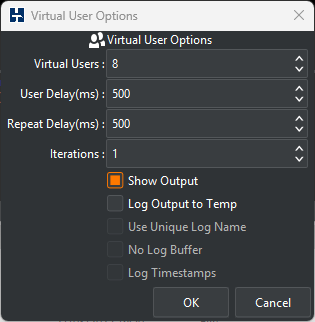 Virtual User Options
Virtual User Options
Virtual Users : 8
User Delay(ms) : 500
Repeat Delay(ms) : 500
Iterations : 1
Show Output
Log Output to Temp
Use Unique Log Name
No Log Buffer
Log Timestamps
OK Cancel